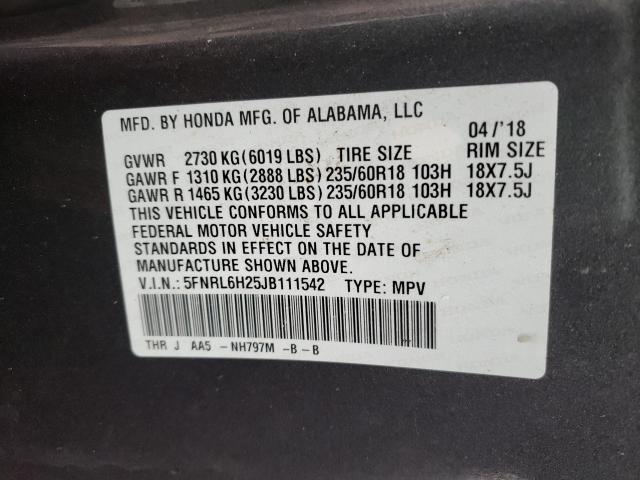 MFD. BY HONDA MFG. OF ALABAMA, LLC
04/'18
GVWR 2730 KG(6019 LBS) TIRE SIZE RIM SIZE
GAWR F 1310 KG(2888 LBS) 235/60R18 103H 18X7.5J
GAWR R 1465 KG(3230 LBS) 235/60R18 103H 18X7.5J
THIS VEHICLE CONFORMS TO ALL APPLICABLE
FEDERAL MOTOR VEHICLE SAFETY
STANDARDS IN EFFECT ON THE DATE OF
MANUFACTURE SHOWN ABOVE.
V.I.N.: 5FNRL6H25JB111542 TYPE: MPV
THR J AA5 -NH797M -B -B